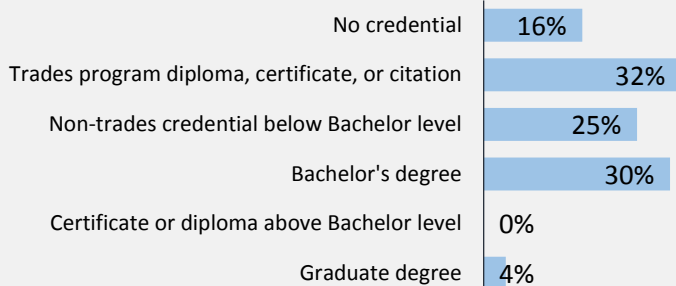 No credential 16%
Trades program diploma, certificate, or citation 32%
Non-trades credential below Bachelor level 25%
Bachelor's degree 30%
Certificate or diploma above Bachelor level 0%
Graduate degree 4%